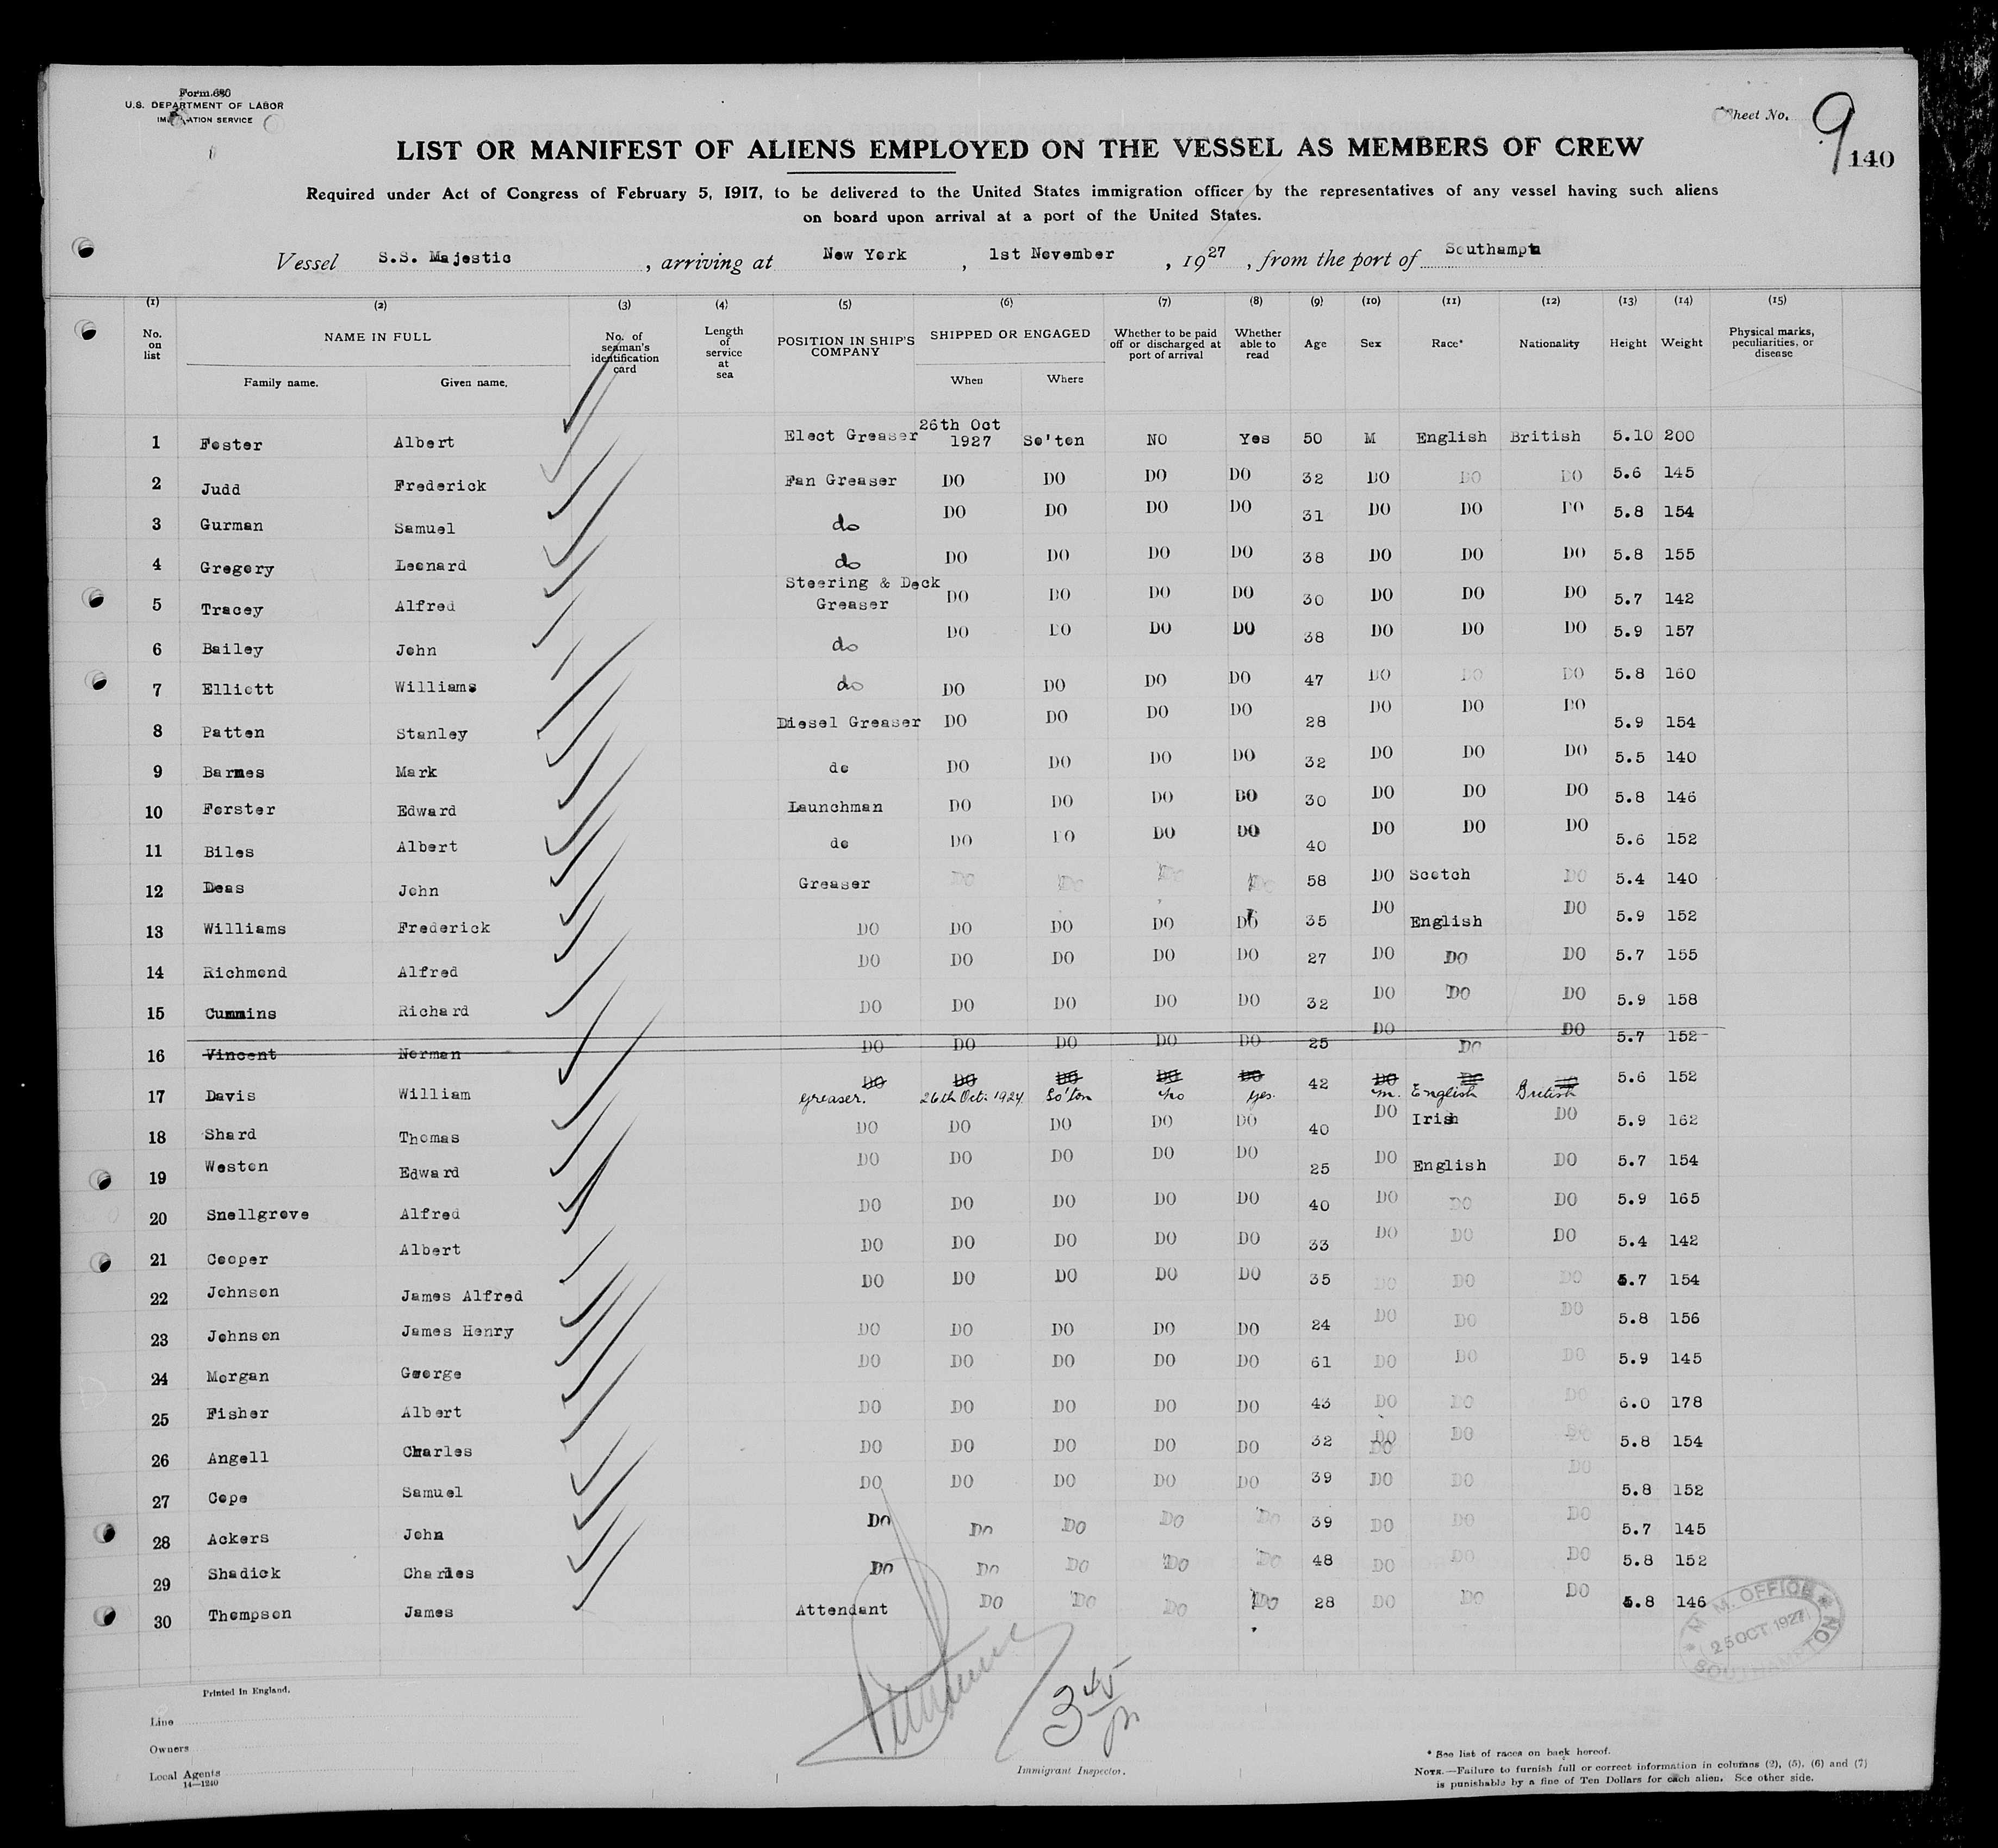 Form 680
U.S. DEPARTMENT OF LABOR
IMMIGRATION SERVICE
Sheet No. 9
140
LIST OR MANIFEST OF ALIENS EMPLOYED ON THE VESSEL AS MEMBERS OF CREW
Required under Act of Congress of February 5, 1917, to be delivered to the United States immigration officer by the representatives of any vessel having such aliens
on board upon arrival at a port of the United States.
Vessel S.S. Majestic , arriving at New York , 1st November , 1927 , from the port of Southampton
(1) (2) (3) (4) (5) (6) (7) (8) (9) (10) (11) (12) (13) (14) (15)
No. on list NAME IN FULL Family name. Given name. No. of seaman's identification card Length of service at sea POSITION IN SHIP'S COMPANY SHIPPED OR ENGAGED When Where Whether to be paid off or discharged at port of arrival Whether able to read Age Sex Race* Nationality Height Weight Physical marks, peculiarities, or disease
1 Foster Albert Elect Greaser 26th Oct 1927 So'ton NO Yes 50 M English British 5.10 200
2 Judd Frederick Fan Greaser DO DO DO DO 32 DO DO DO 5.6 145
3 Gurman Samuel do DO DO DO DO 31 DO DO DO 5.8 154
4 Gregory Leonard do DO DO DO DO 38 DO DO DO 5.8 155
5 Tracey Alfred Steering & Deck Greaser DO DO DO DO 30 DO DO DO 5.7 142
6 Bailey John do DO DO DO DO 38 DO DO DO 5.9 157
7 Elliott Williams do DO DO DO DO 47 DO DO DO 5.8 160
8 Patten Stanley Diesel Greaser DO DO DO DO 28 DO DO DO 5.9 154
9 Barnes Mark do DO DO DO DO 32 DO DO DO 5.5 140
10 Forster Edward Launchman DO DO DO DO 30 DO DO DO 5.8 146
11 Biles Albert do DO DO DO DO 40 DO DO DO 5.6 152
12 Deas John Greaser DO DO DO DO 58 DO Scotch DO 5.4 140
13 Williams Frederick DO DO DO DO DO 35 DO English DO 5.9 152
14 Richmond Alfred DO DO DO DO DO 27 DO DO DO 5.7 155
15 Cummins Richard DO DO DO DO DO 32 DO DO DO 5.9 158
16 Vincent Norman DO DO DO DO DO 25 DO DO DO 5.7 152
17 Davis William DO DO DO DO DO 42 DO DO DO 5.6 152
greaser. 26th Oct. 1927 So'ton no yes. m. English British
18 Shard Thomas DO DO DO DO DO 40 DO Irish DO 5.9 162
19 Weston Edward DO DO DO DO DO 25 DO English DO 5.7 154
20 Snellgrove Alfred DO DO DO DO DO 40 DO DO DO 5.9 165
21 Cooper Albert DO DO DO DO DO 33 DO DO DO 5.4 142
22 Johnson James Alfred DO DO DO DO DO 35 DO DO DO 5.7 154
23 Johnson James Henry DO DO DO DO DO 24 DO DO DO 5.8 156
24 Morgan George DO DO DO DO DO 61 DO DO DO 5.9 145
25 Fisher Albert DO DO DO DO DO 43 DO DO DO 6.0 178
26 Angell Charles DO DO DO DO DO 32 DO DO DO DO 5.8 154
27 Cope Samuel DO DO DO DO DO 39 DO DO DO 5.8 152
28 Ackers John DO DO DO DO DO 39 DO DO DO 5.7 145
29 Shadick Charles DO DO DO DO DO 48 DO DO DO 5.8 152
30 Thompson James Attendant DO DO DO DO 28 DO DO DO 5.8 146
M.M. OFFICE
25 OCT 1927
SOUTHAMPTON
3 45 pm
Printed in England.
Line
Owners
Local Agents
14—1240
Immigrant Inspector.
* See list of races on back hereof.
NOTE.—Failure to furnish full or correct information in columns (2), (5), (6) and (7)
is punishable by a fine of Ten Dollars for each alien. See other side.